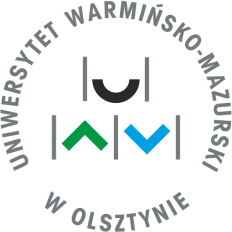 UNIWERSYTET WARMIŃSKO-MAZURSKI
W OLSZTYNIE